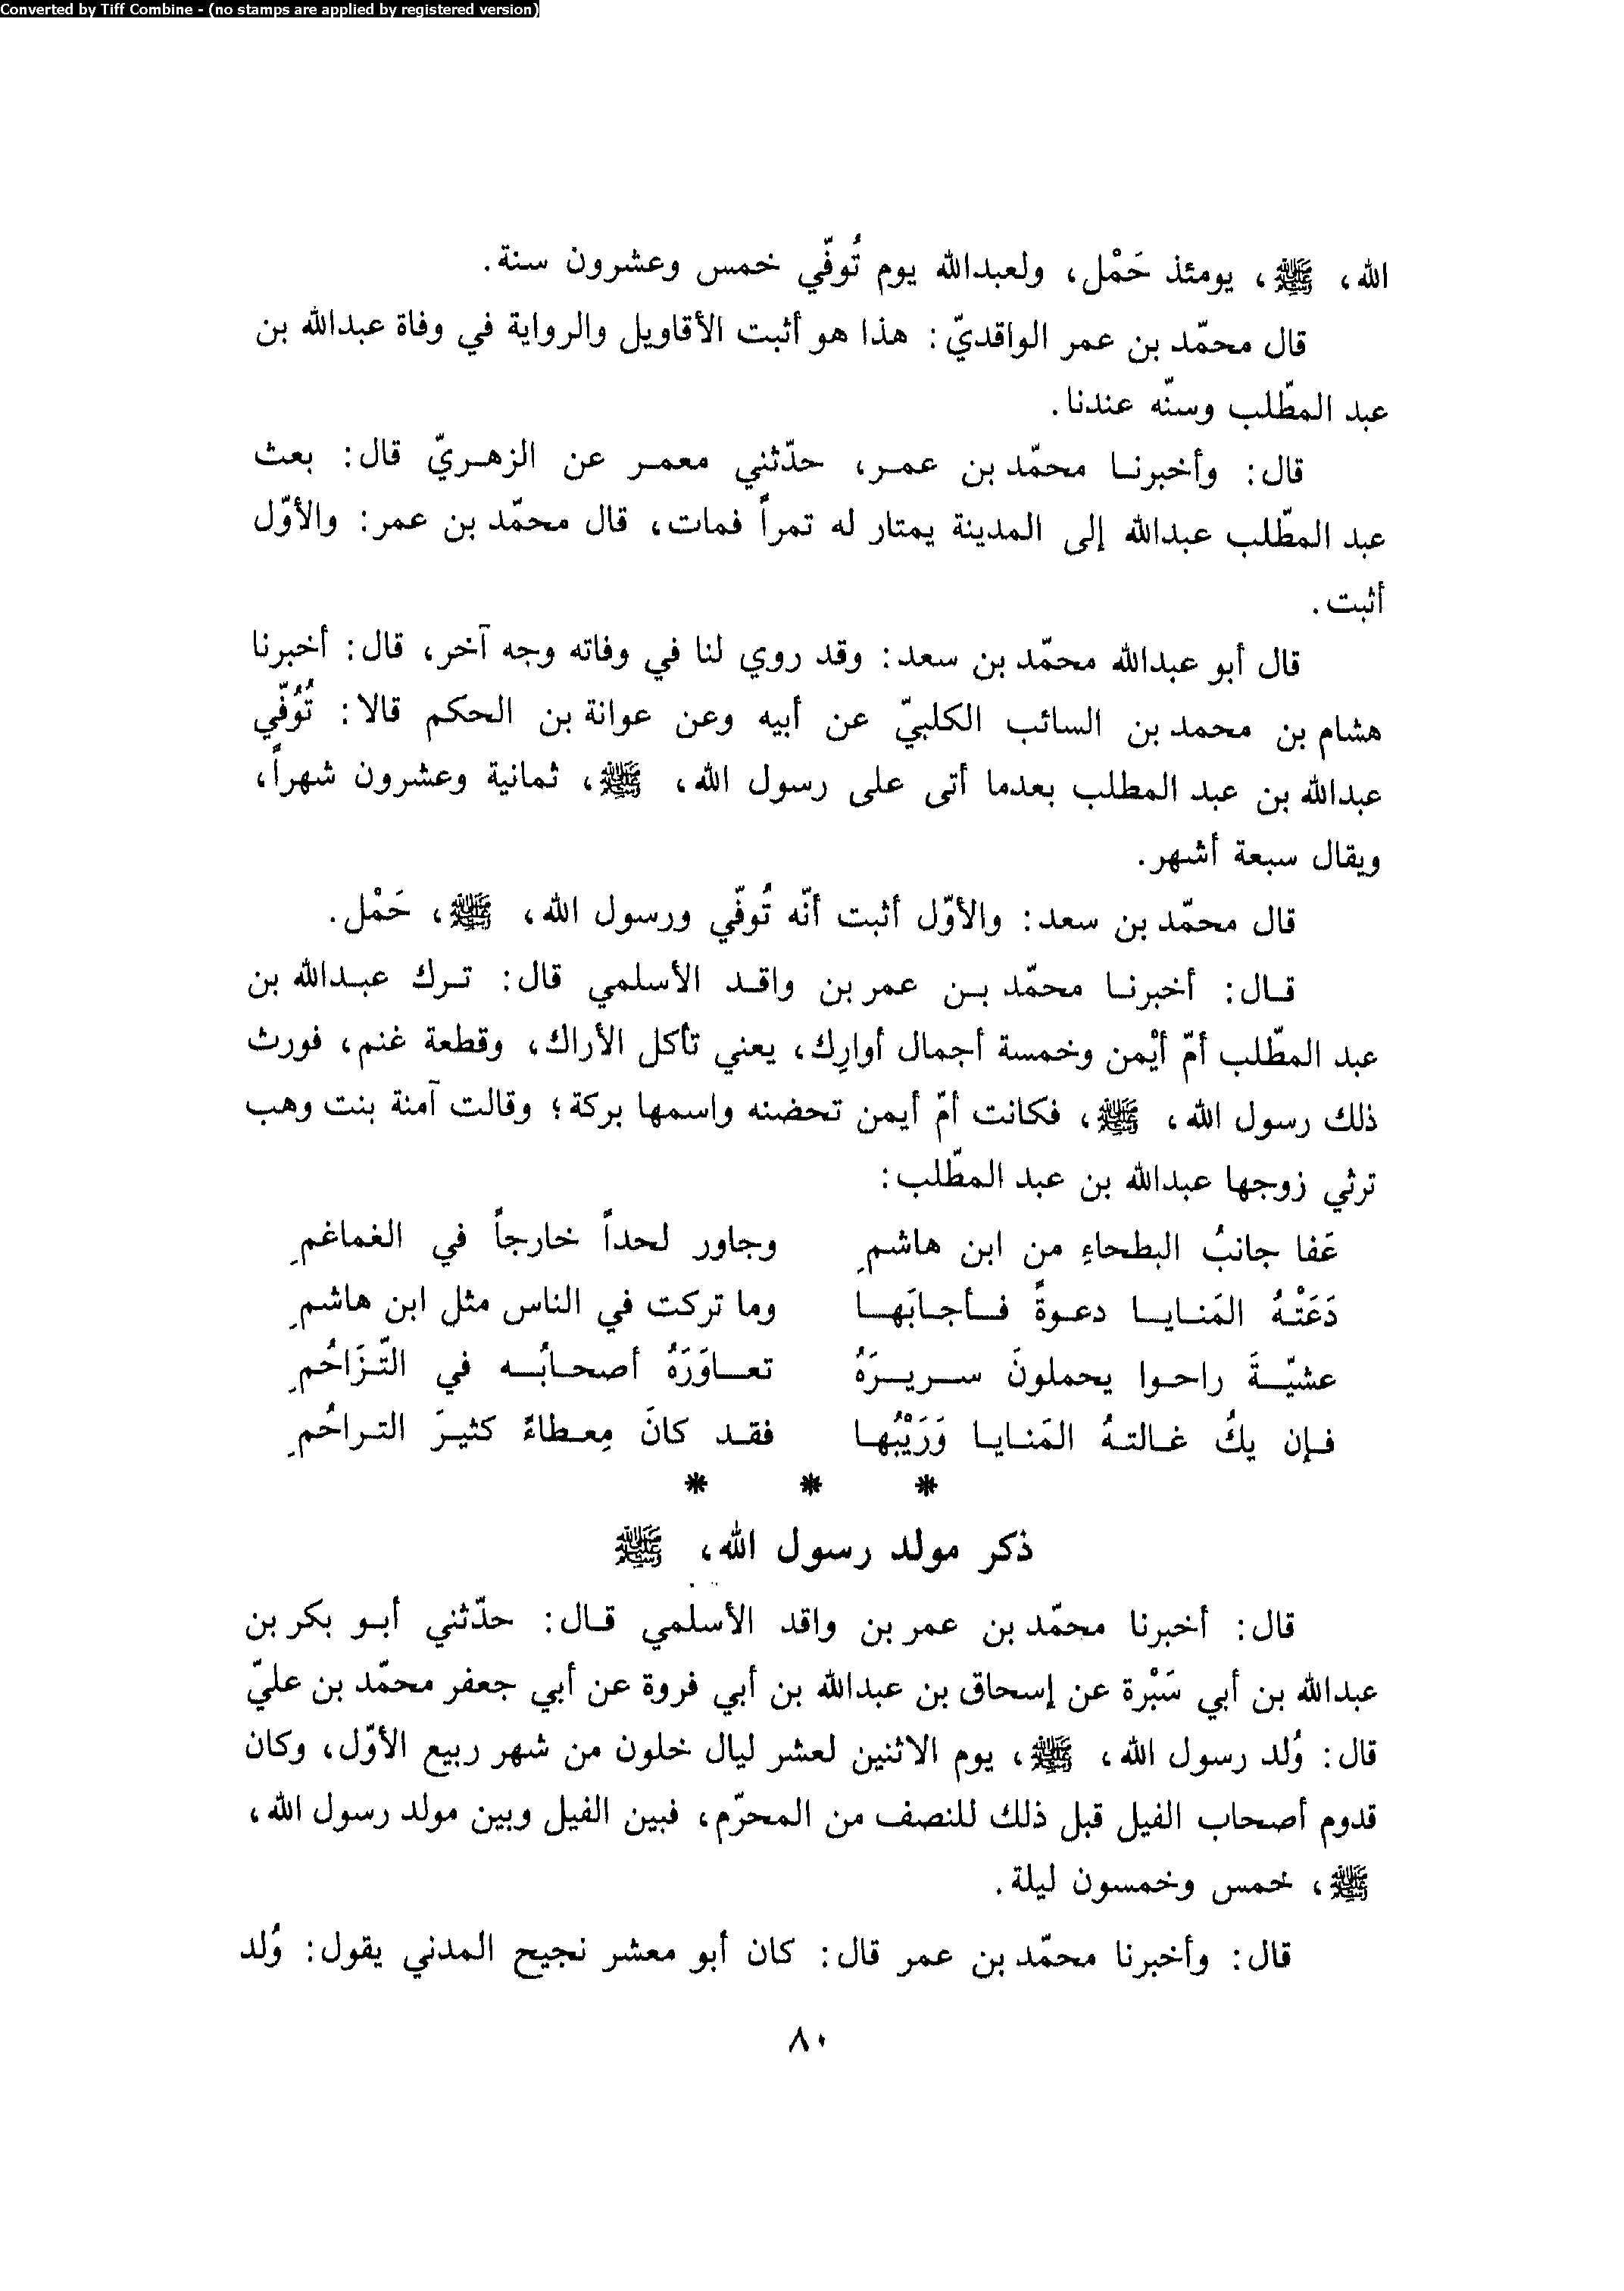 Converted by Tiff Combine - (no stamps are applied by registered version)
الله، ﷺ، يومئذ حَمْل، ولعبدالله يوم تُوفّي خمس وعشرون سنة.
قال محمّد بن عمر الواقديّ: هذا هو أثبت الأقاويل والرواية في وفاة عبدالله بن
عبد المطّلب وسنّه عندنا.
قال: وأخبرنا محمّد بن عمر، حدّثني معمر عن الزهريّ قال: بعث
عبد المطّلب عبدالله إلى المدينة يمتار له تمراً فمات، قال محمّد بن عمر: والأوّل
أثبت.
قال أبو عبدالله محمّد بن سعد: وقد روي لنا في وفاته وجه آخر، قال: أخبرنا
هشام بن محمد بن السائب الكلبيّ عن أبيه وعن عوانة بن الحكم قالا: تُوُفّي
عبدالله بن عبد المطلب بعدما أتى على رسول الله، ﷺ، ثمانية وعشرون شهراً،
ويقال سبعة أشهر.
قال محمّد بن سعد: والأوّل أثبت أنّه تُوفّي ورسول الله، ﷺ، حَمْل.
قال: أخبرنا محمّد بن عمر بن واقد الأسلمي قال: ترك عبدالله بن
عبد المطّلب أمّ أيْمن وخمسة أجمال أوارِك، يعني تأكل الأراك، وقطعة غنم، فورث
ذلك رسول الله، ﷺ، فكانت أمّ أيمن تحضنه واسمها بركة؛ وقالت آمنة بنت وهب
ترثي زوجها عبدالله بن عبد المطّلب:
عَفا جانبُ البطحاءِ من ابن هاشمٍ وجاور لحداً خارجاً في الغماغمِ
دَعَتْهُ المَنايا دعوةً فأجابَها وما تركت في الناس مثل ابن هاشمِ
عشيّةَ راحوا يحملونَ سريرَهُ تعاوَرَهُ أصحابُه في التّزَاحُمِ
فإن يكُ غالتهُ المَنايا وَرَيْبُها فقد كانَ مِعطاءً كثيرَ التراحُمِ
* * *
ذكر مولد رسول الله، ﷺ
قال: أخبرنا محمّد بن عمر بن واقد الأسلمي قال: حدّثني أبو بكر بن
عبدالله بن أبي سَبْرة عن إسحاق بن عبدالله بن أبي فروة عن أبي جعفر محمّد بن عليّ
قال: وُلد رسول الله، ﷺ، يوم الاثنين لعشر ليال خلون من شهر ربيع الأوّل، وكان
قدوم أصحاب الفيل قبل ذلك للنصف من المحرّم، فبين الفيل وبين مولد رسول الله،
ﷺ، خمس وخمسون ليلة.
قال: وأخبرنا محمّد بن عمر قال: كان أبو معشر نجيح المدني يقول: وُلد
٨٠